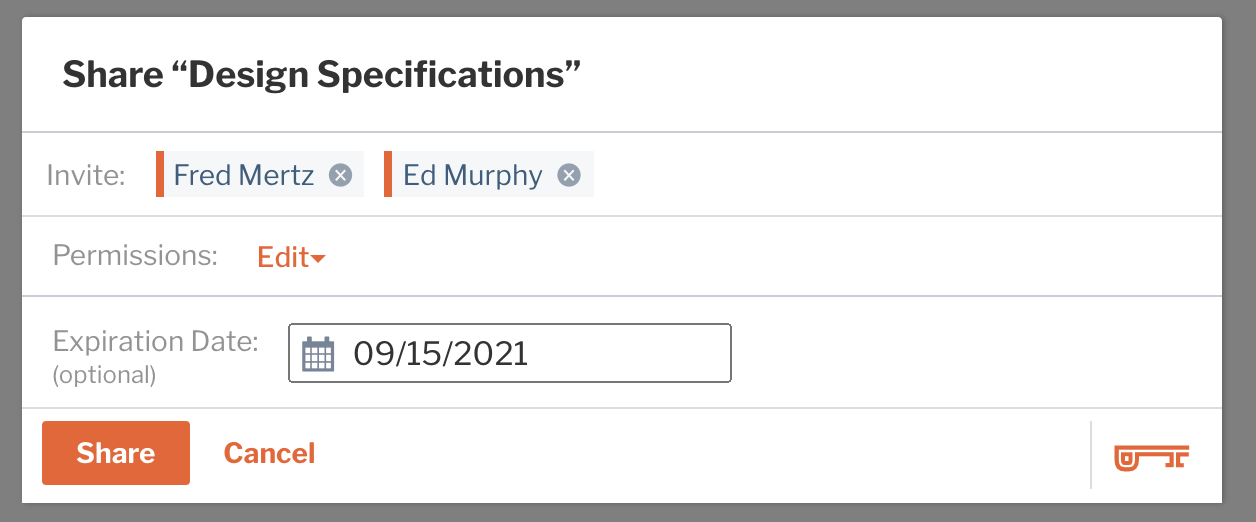 Share “Design Specifications”
Invite: Fred Mertz Ed Murphy
Permissions: Edit
Expiration Date: 09/15/2021
(optional)
Share Cancel